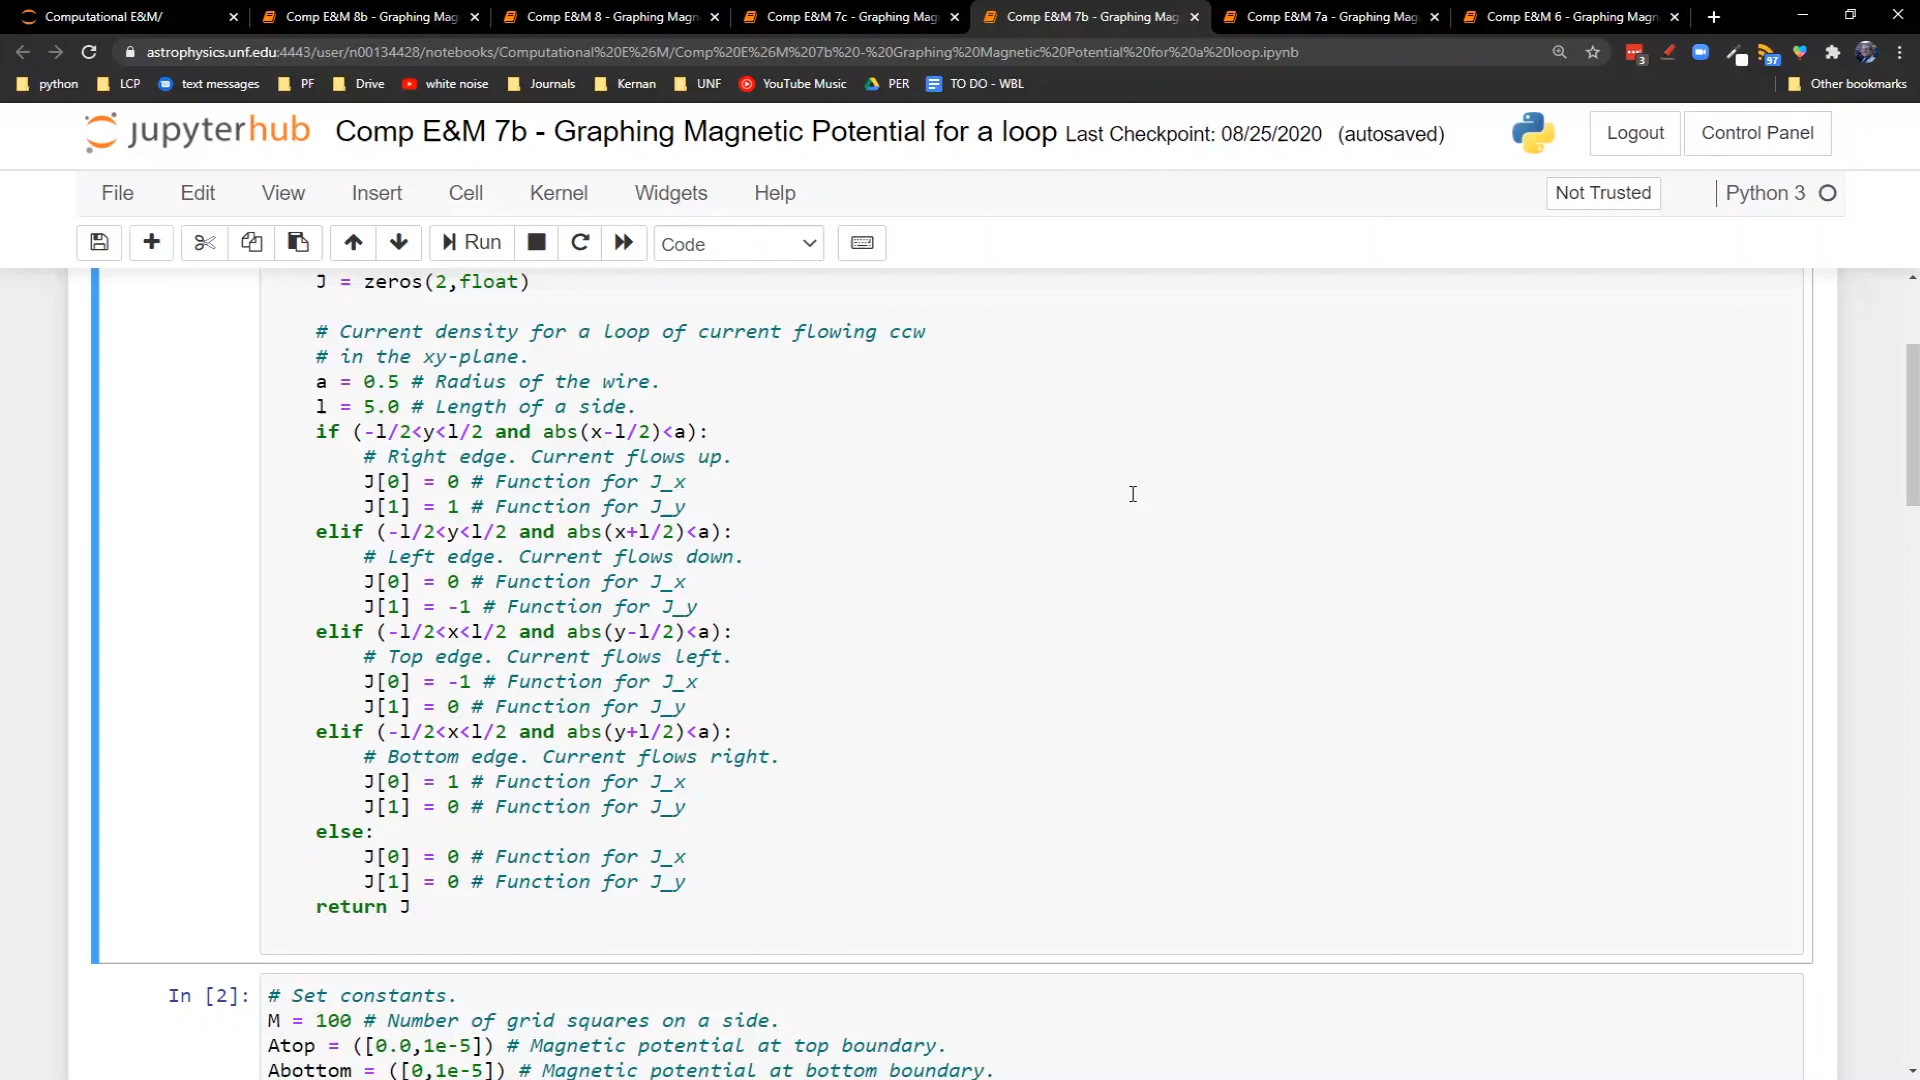 Computational E&M/
Comp E&M 8b - Graphing Mag
Comp E&M 8 - Graphing Magn
Comp E&M 7c - Graphing Mag
Comp E&M 7b - Graphing Mag
Comp E&M 7a - Graphing Mag
Comp E&M 6 - Graphing Magn
astrophysics.unf.edu:4443/user/n00134428/notebooks/Computational%20E%26M/Comp%20E%26M%207b%20-%20Graphing%20Magnetic%20Potential%20for%20a%20loop.ipynb
3
97
python
LCP
text messages
PF
Drive
white noise
Journals
Kernan
UNF
YouTube Music
PER
TO DO - WBL
Other bookmarks
jupyterhub
Comp E&M 7b - Graphing Magnetic Potential for a loop Last Checkpoint: 08/25/2020 (autosaved)
Logout
Control Panel
File
Edit
View
Insert
Cell
Kernel
Widgets
Help
Not Trusted
Python 3
Run
Code
J = zeros(2,float)
# Current density for a loop of current flowing ccw
# in the xy-plane.
a = 0.5 # Radius of the wire.
l = 5.0 # Length of a side.
if (-l/2<y<l/2 and abs(x-l/2)<a):
# Right edge. Current flows up.
J[0] = 0 # Function for J_x
J[1] = 1 # Function for J_y
elif (-l/2<y<l/2 and abs(x+l/2)<a):
# Left edge. Current flows down.
J[0] = 0 # Function for J_x
J[1] = -1 # Function for J_y
elif (-l/2<x<l/2 and abs(y-l/2)<a):
# Top edge. Current flows left.
J[0] = -1 # Function for J_x
J[1] = 0 # Function for J_y
elif (-l/2<x<l/2 and abs(y+l/2)<a):
# Bottom edge. Current flows right.
J[0] = 1 # Function for J_x
J[1] = 0 # Function for J_y
else:
J[0] = 0 # Function for J_x
J[1] = 0 # Function for J_y
return J
In [2]:
# Set constants.
M = 100 # Number of grid squares on a side.
Atop = ([0.0,1e-5]) # Magnetic potential at top boundary.
Abottom = ([0,1e-5]) # Magnetic potential at bottom boundary.